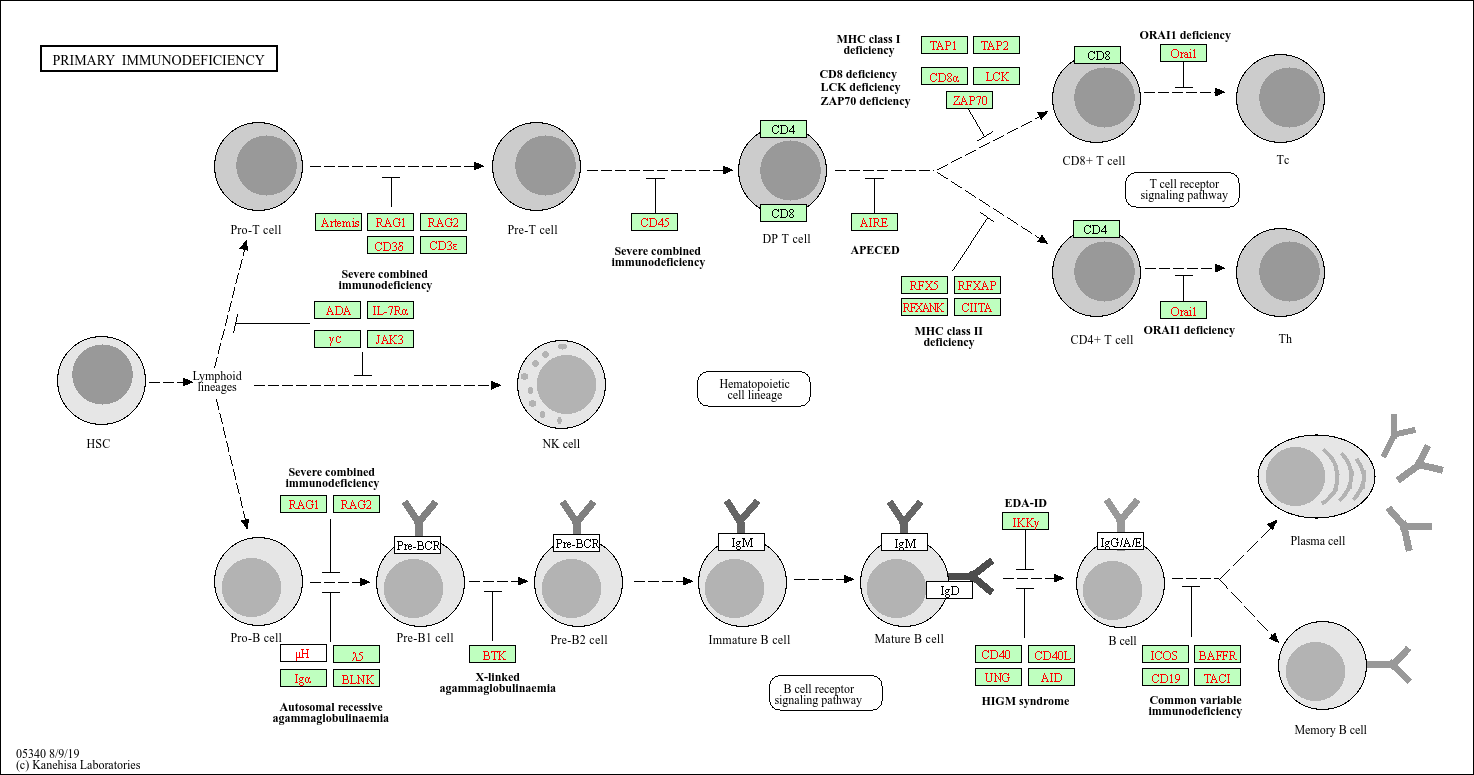 PRIMARY IMMUNODEFICIENCY
MHC class I
deficiency
TAP1
TAP2
CD8 deficiency
LCK deficiency
ZAP70 deficiency
CD8α
LCK
ZAP70
CD8
CD8+ T cell
ORAI1 deficiency
Orai1
Tc
T cell receptor
signaling pathway
Pro-T cell
Artemis
RAG1
RAG2
CD3δ
CD3ε
Severe combined
immunodeficiency
Pre-T cell
CD45
Severe combined
immunodeficiency
CD4
CD8
DP T cell
AIRE
APECED
RFX5
RFXAP
RFXANK
CIITA
MHC class II
deficiency
CD4
CD4+ T cell
Orai1
ORAI1 deficiency
Th
ADA
IL-7Rα
γc
JAK3
HSC
Lymphoid
lineages
NK cell
Hematopoietic
cell lineage
Severe combined
immunodeficiency
RAG1
RAG2
Pro-B cell
μH
λ5
Igα
BLNK
Autosomal recessive
agammaglobulinaemia
Pre-BCR
Pre-B1 cell
BTK
X-linked
agammaglobulinaemia
Pre-BCR
Pre-B2 cell
IgM
Immature B cell
IgM
IgD
Mature B cell
B cell receptor
signaling pathway
EDA-ID
IKKγ
CD40
CD40L
UNG
AID
HIGM syndrome
IgG/A/E
B cell
ICOS
BAFFR
CD19
TACI
Common variable
immunodeficiency
Plasma cell
Memory B cell
05340 8/9/19
(c) Kanehisa Laboratories